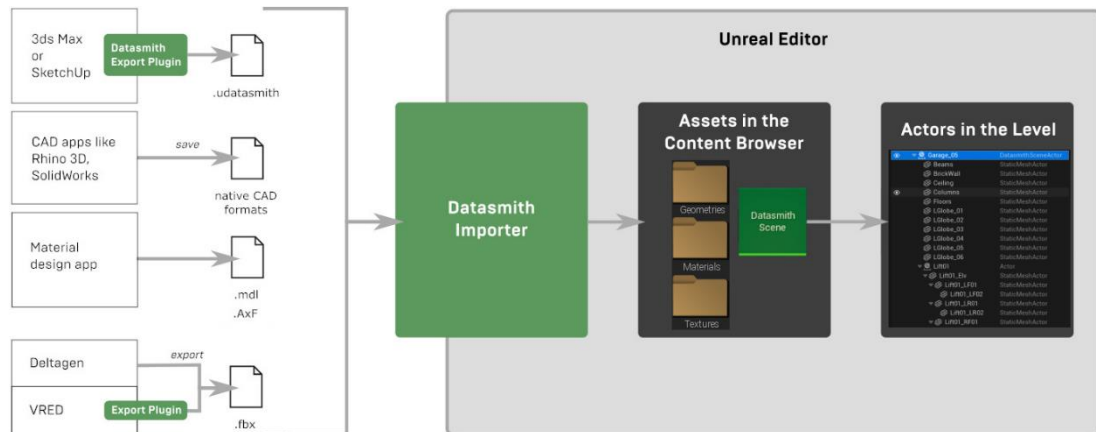 3ds Max
or
SketchUp
Datasmith
Export Plugin
.udatasmith
CAD apps like
Rhino 3D,
SolidWorks
save
native CAD
formats
Material
design app
.mdl
.AxF
Deltagen
export
VRED
Export Plugin
.fbx
Unreal Editor
Datasmith
Importer
Assets in the
Content Browser
Geometries
Materials
Textures
Datasmith
Scene
Actors in the Level
Garage_05 DatasmithSceneActor
Beams StaticMeshActor
BrickWall StaticMeshActor
Ceiling StaticMeshActor
Columns StaticMeshActor
Floors StaticMeshActor
LGlobe_01 StaticMeshActor
LGlobe_02 StaticMeshActor
LGlobe_03 StaticMeshActor
LGlobe_04 StaticMeshActor
LGlobe_05 StaticMeshActor
LGlobe_06 StaticMeshActor
Lift01 Actor
Lift01_Elv StaticMeshActor
Lift01_LF01 StaticMeshActor
Lift01_LF02 StaticMeshActor
Lift01_LR01 StaticMeshActor
Lift01_LR02 StaticMeshActor
Lift01_RF01 StaticMeshActor